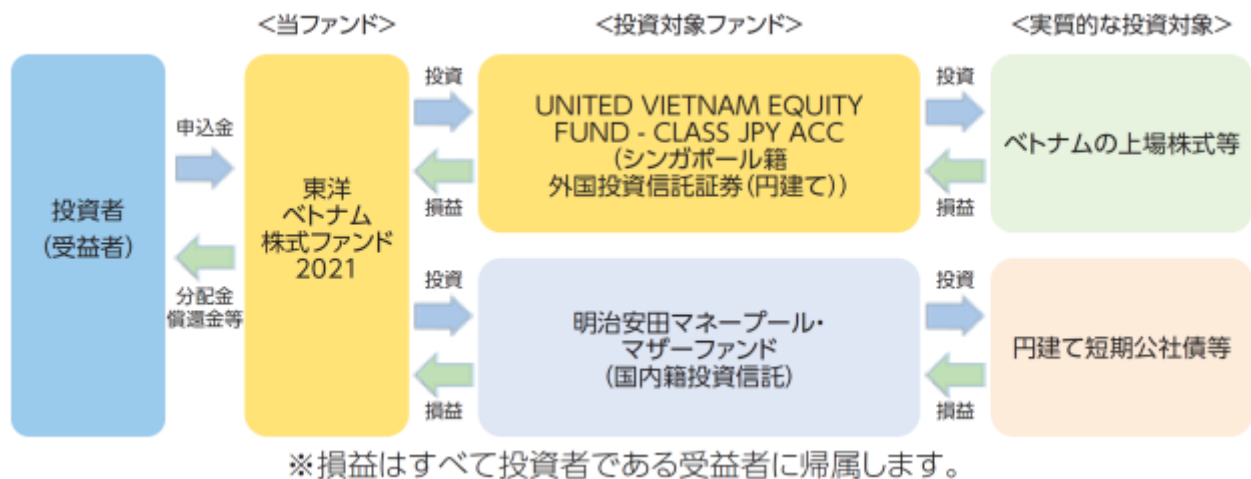 <当ファンド>
<投資対象ファンド>
<実質的な投資対象>
投資者
(受益者)
申込金
分配金
償還金等
東洋
ベトナム
株式ファンド
2021
投資
損益
UNITED VIETNAM EQUITY
FUND - CLASS JPY ACC
(シンガポール籍
外国投資信託証券(円建て))
投資
損益
ベトナムの上場株式等
投資
損益
明治安田マネープール・
マザーファンド
(国内籍投資信託)
投資
損益
円建て短期公社債等
※損益はすべて投資者である受益者に帰属します。